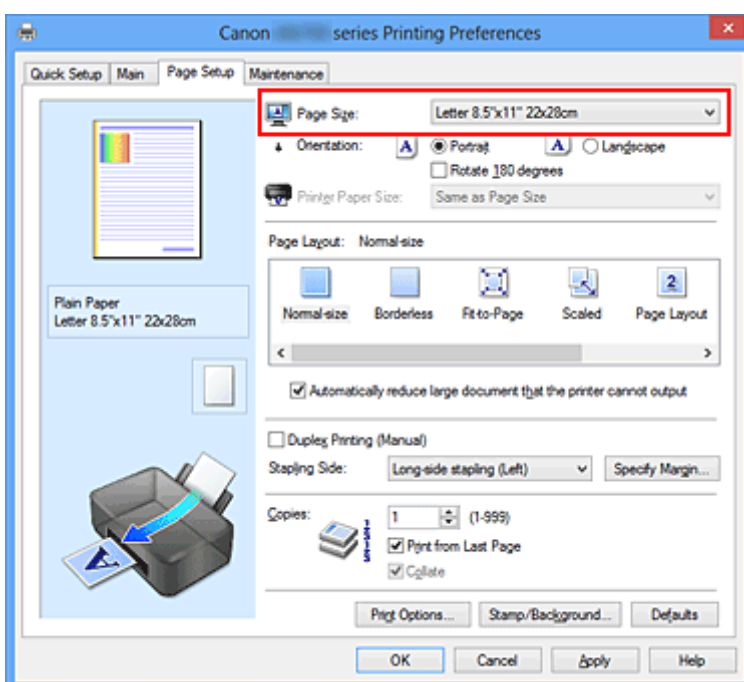 Canon series Printing Preferences
Quick Setup Main Page Setup Maintenance
Page Size: Letter 8.5"x11" 22x28cm
Orientation: A Portrait A Landscape
Rotate 180 degrees
Printer Paper Size: Same as Page Size
Page Layout: Normal-size
2
Normal-size Borderless Fit-to-Page Scaled Page Layout
Plain Paper
Letter 8.5"x11" 22x28cm
Automatically reduce large document that the printer cannot output
Duplex Printing (Manual)
Stapling Side: Long-side stapling (Left) Specify Margin...
Copies: 1 (1-999)
Print from Last Page
Collate
A
Print Options... Stamp/Background... Defaults
OK Cancel Apply Help